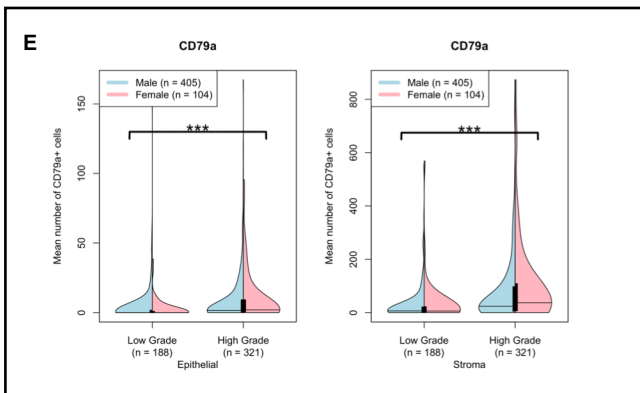 E
CD79a
Male (n = 405)
Female (n = 104)
***
Mean number of CD79a+ cells
150
100
50
0
Low Grade
(n = 188)
High Grade
(n = 321)
Epithelial
CD79a
Male (n = 405)
Female (n = 104)
***
Mean number of CD79a+ cells
800
600
400
200
0
Low Grade
(n = 188)
High Grade
(n = 321)
Stroma